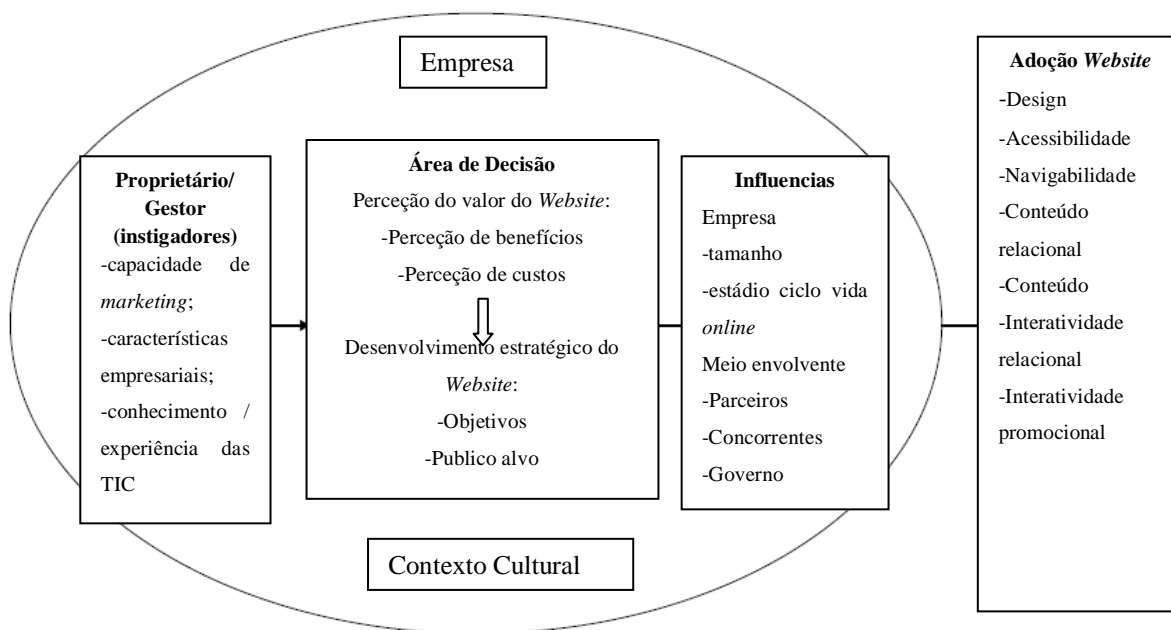 Empresa
Proprietário/
Gestor
(instigadores)
-capacidade de
marketing;
-características
empresariais;
-conhecimento /
experiência das
TIC
Área de Decisão
Perceção do valor do Website:
-Perceção de benefícios
-Perceção de custos
Desenvolvimento estratégico do
Website:
-Objetivos
-Publico alvo
Influencias
Empresa
-tamanho
-estádio ciclo vida
online
Meio envolvente
-Parceiros
-Concorrentes
-Governo
Contexto Cultural
Adoção Website
-Design
-Acessibilidade
-Navigabilidade
-Conteúdo
relacional
-Conteúdo
-Interatividade
relacional
-Interatividade
promocional